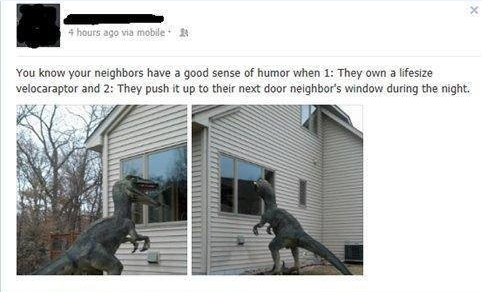 4 hours ago via mobile ·
You know your neighbors have a good sense of humor when 1: They own a lifesize
velocaraptor and 2: They push it up to their next door neighbor's window during the night.